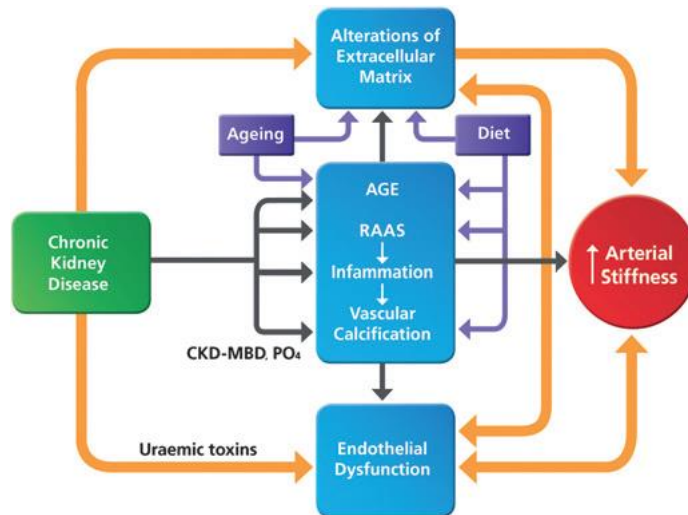 Alterations of
Extracellular
Matrix
Ageing
Diet
AGE
RAAS
Infammation
Vascular
Calcification
Chronic
Kidney
Disease
Arterial
Stiffness
CKD-MBD, PO₄
Uraemic toxins
Endothelial
Dysfunction